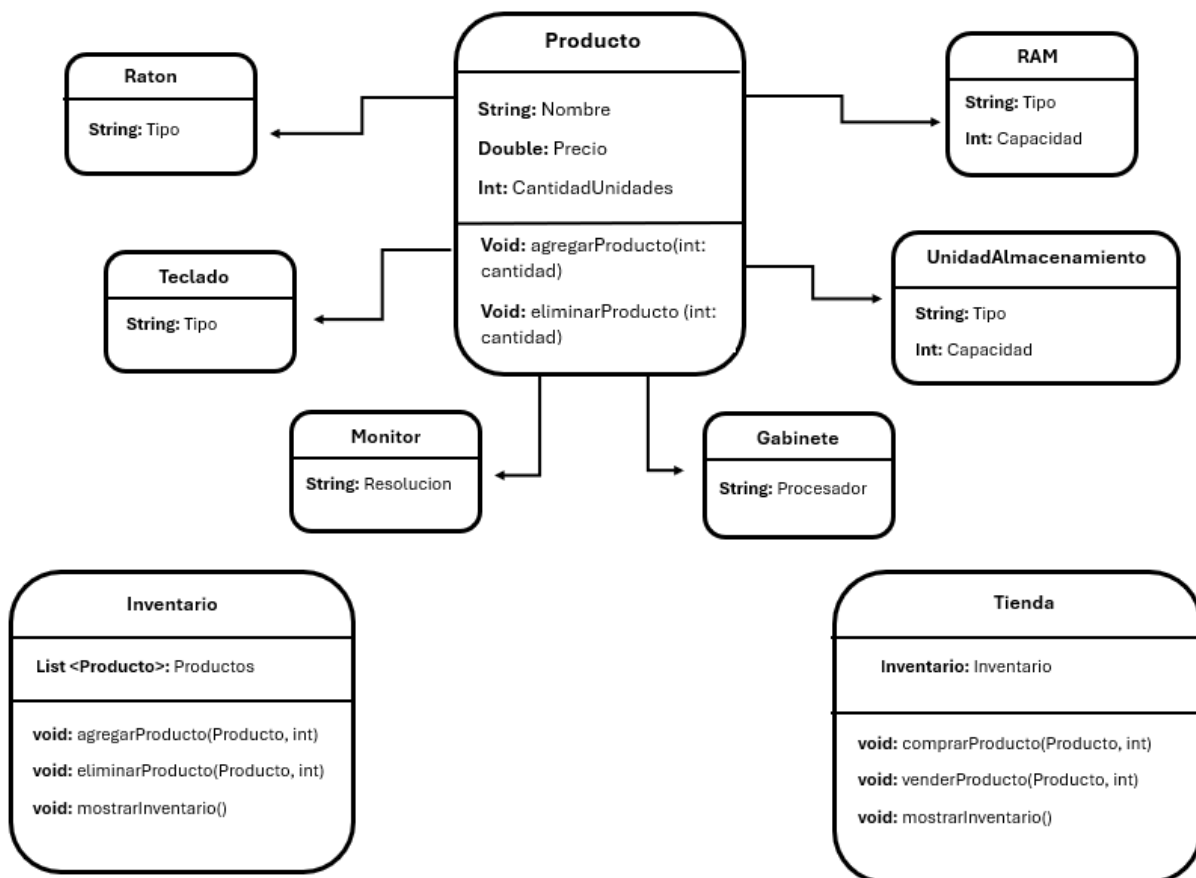 Producto
String: Nombre
Double: Precio
Int: CantidadUnidades
Void: agregarProducto(int:
cantidad)
Void: eliminarProducto (int:
cantidad)
Raton
String: Tipo
RAM
String: Tipo
Int: Capacidad
Teclado
String: Tipo
UnidadAlmacenamiento
String: Tipo
Int: Capacidad
Monitor
String: Resolucion
Gabinete
String: Procesador
Inventario
List <Producto>: Productos
void: agregarProducto(Producto, int)
void: eliminarProducto(Producto, int)
void: mostrarInventario()
Tienda
Inventario: Inventario
void: comprarProducto(Producto, int)
void: venderProducto(Producto, int)
void: mostrarInventario()